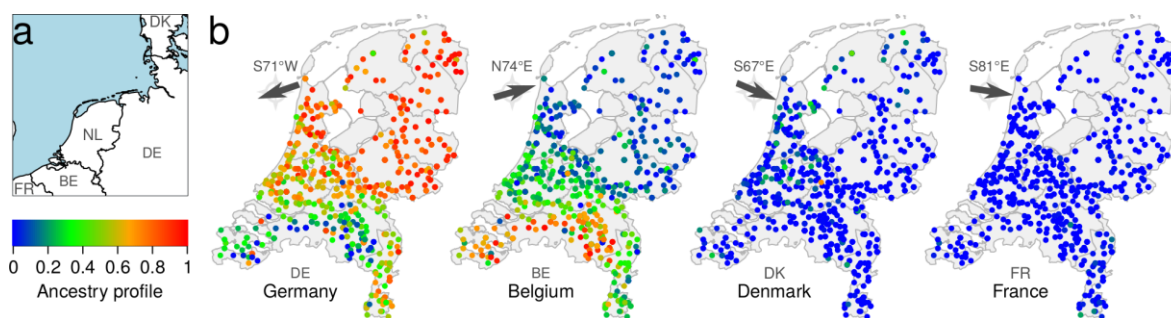 a
DK
NL
DE
BE
FR
0 0.2 0.4 0.6 0.8 1
Ancestry profile
b
S71°W
DE
Germany
N74°E
BE
Belgium
S67°E
DK
Denmark
S81°E
FR
France